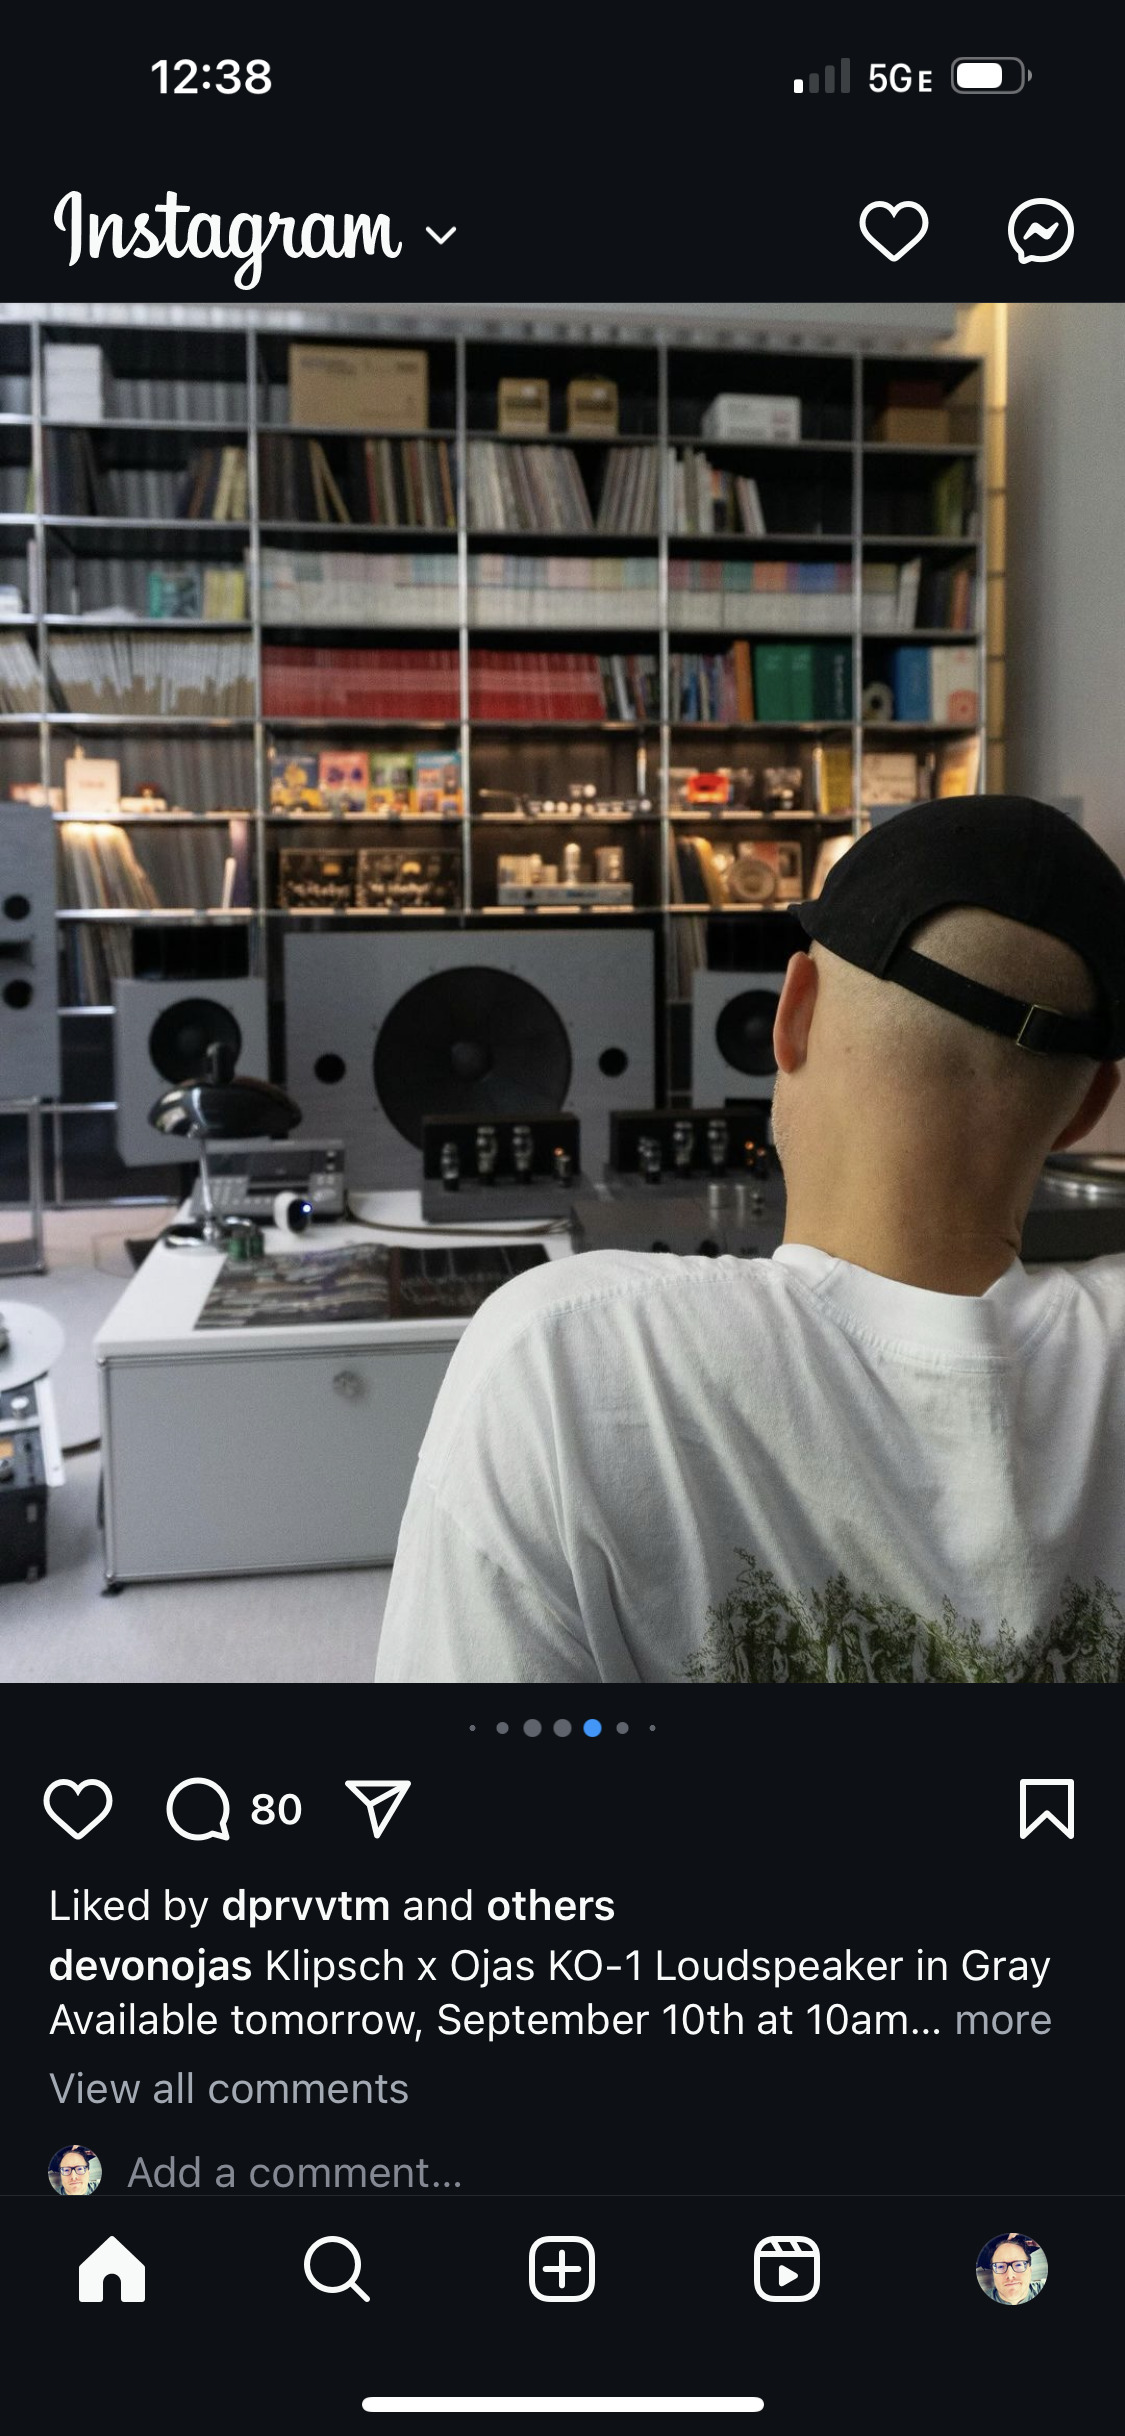 12:38
5GE
Instagram
80
Liked by dprvvtm and others
devonojas Klipsch x Ojas KO-1 Loudspeaker in Gray
Available tomorrow, September 10th at 10am... more
View all comments
Add a comment...